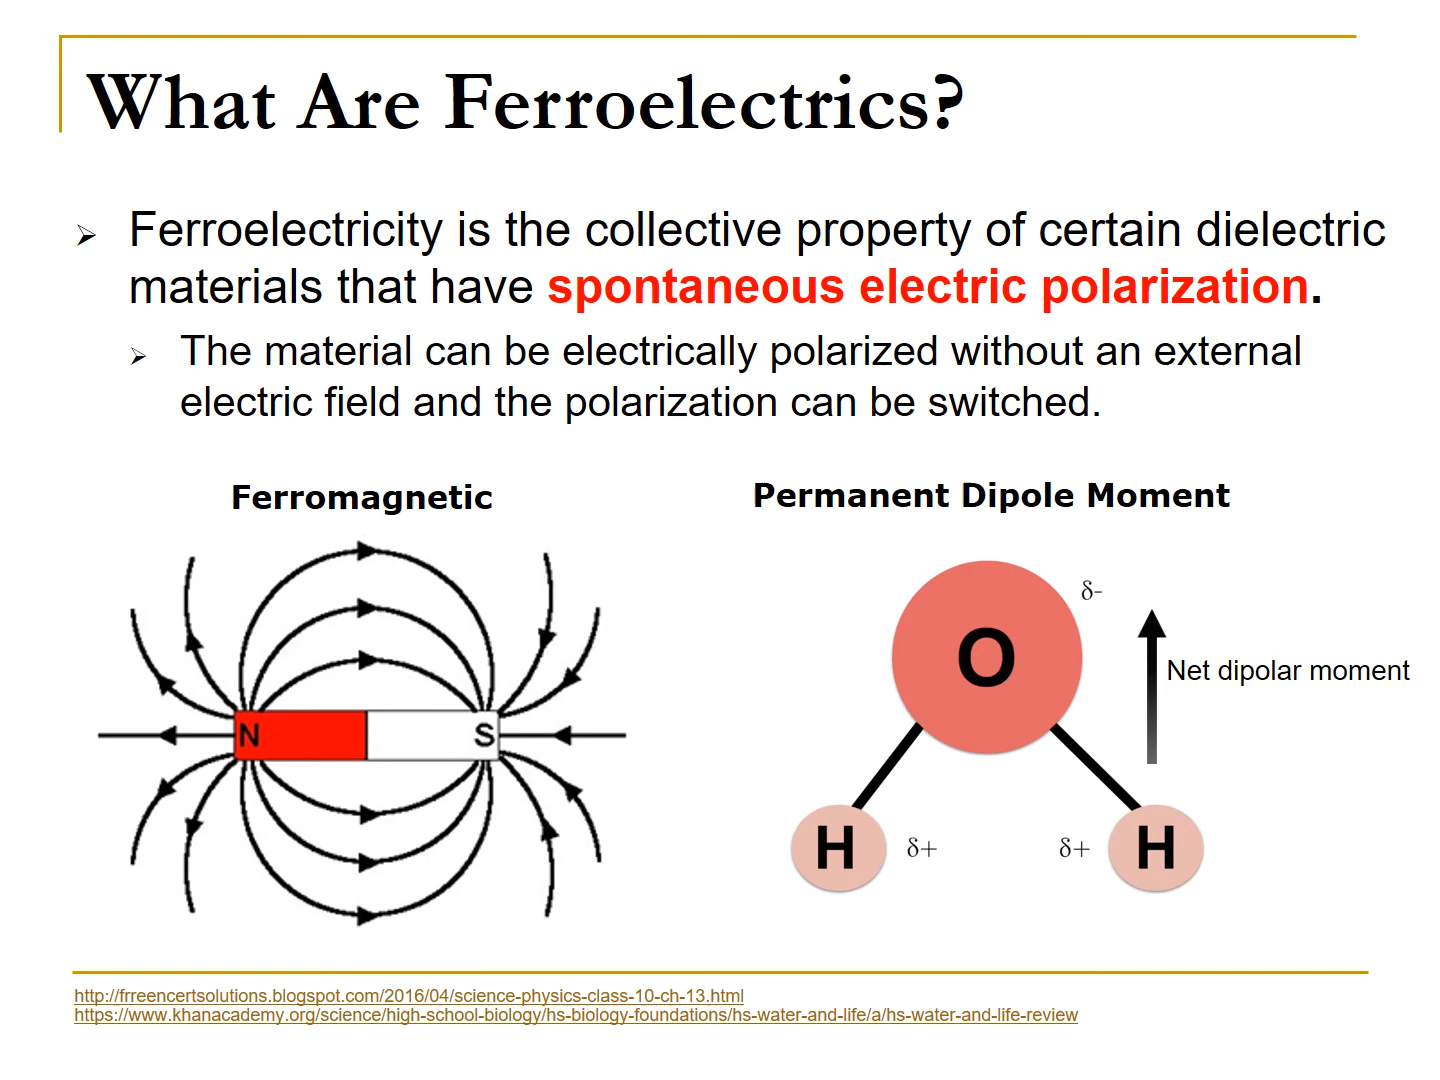 What Are Ferroelectrics?
Ferroelectricity is the collective property of certain dielectric
materials that have spontaneous electric polarization.
The material can be electrically polarized without an external
electric field and the polarization can be switched.
Ferromagnetic
Permanent Dipole Moment
N
S
O
δ-
Net dipolar moment
H
δ+
δ+
H
http://frreencertsolutions.blogspot.com/2016/04/science-physics-class-10-ch-13.html
https://www.khanacademy.org/science/high-school-biology/hs-biology-foundations/hs-water-and-life/a/hs-water-and-life-review